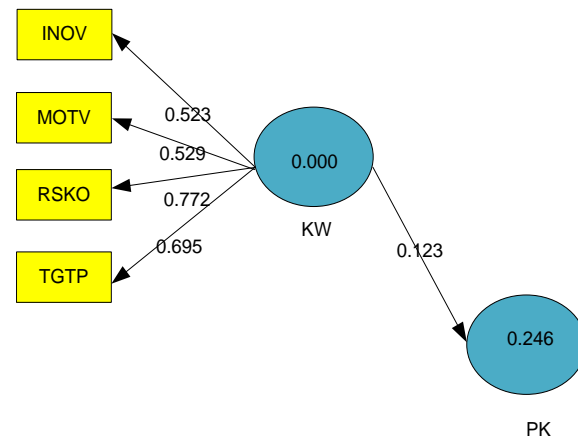 INOV
MOTV
RSKO
TGTP
0.523
0.529
0.772
0.695
0.000
KW
0.123
0.246
PK